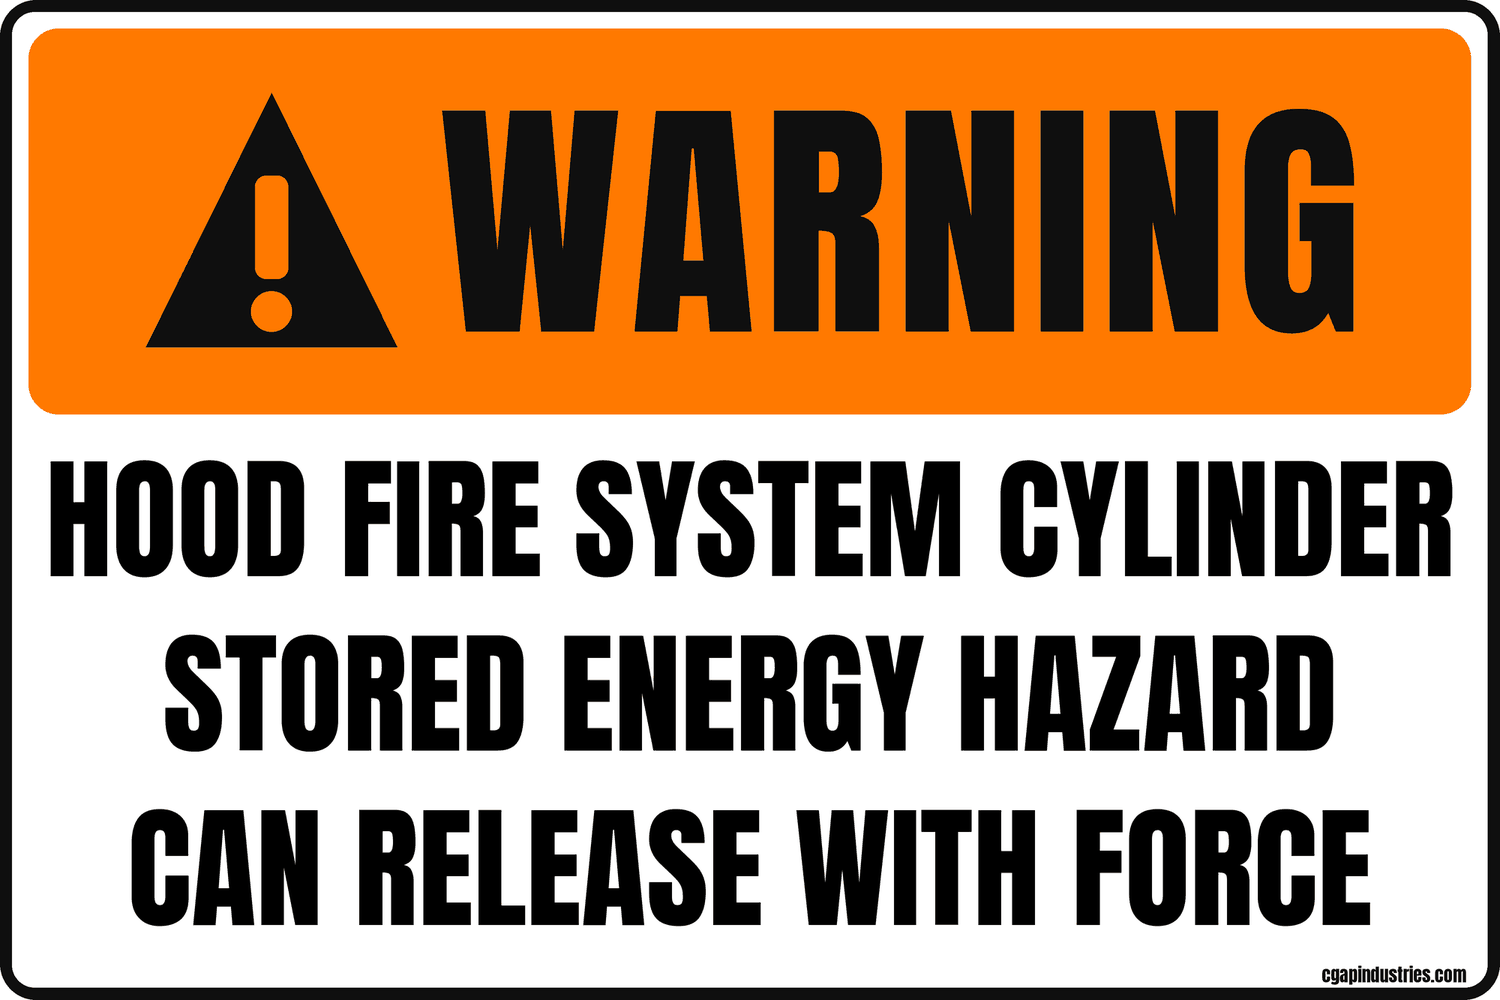 WARNING
HOOD FIRE SYSTEM CYLINDER
STORED ENERGY HAZARD
CAN RELEASE WITH FORCE
cgapindustries.com